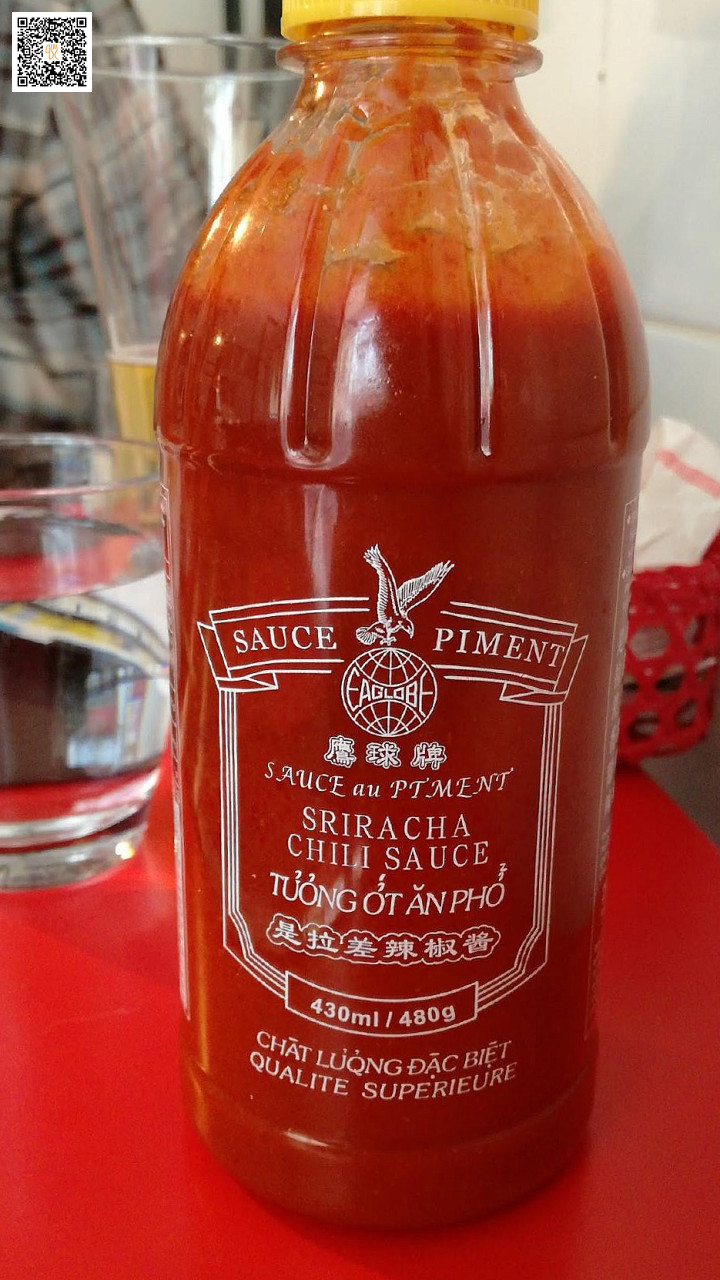 SAUCE PIMENT
EAGLOBE
鷹球牌
SAUCE au PIMENT
SRIRACHA
CHILI SAUCE
TƯỎNG ỚT ĂN PHỞ
是拉差辣椒醬
430ml / 480g
CHẤT LƯỢNG ĐẶC BIỆT
QUALITE SUPERIEURE